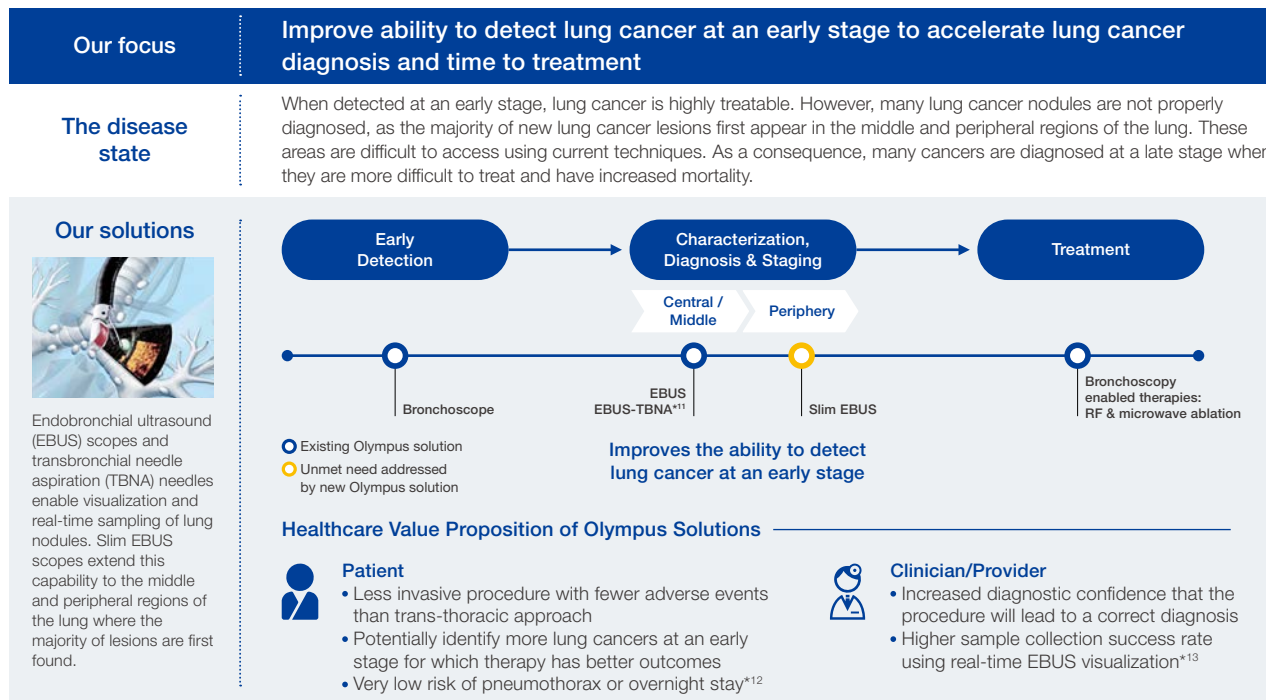 Our focus
Improve ability to detect lung cancer at an early stage to accelerate lung cancer
diagnosis and time to treatment
The disease
state
When detected at an early stage, lung cancer is highly treatable. However, many lung cancer nodules are not properly
diagnosed, as the majority of new lung cancer lesions first appear in the middle and peripheral regions of the lung. These
areas are difficult to access using current techniques. As a consequence, many cancers are diagnosed at a late stage when
they are more difficult to treat and have increased mortality.
Our solutions
Endobronchial ultrasound
(EBUS) scopes and
transbronchial needle
aspiration (TBNA) needles
enable visualization and
real-time sampling of lung
nodules. Slim EBUS
scopes extend this
capability to the middle
and peripheral regions of
the lung where the
majority of lesions are first
found.
Early
Detection
Characterization,
Diagnosis & Staging
Treatment
Central /
Middle
Periphery
Bronchoscope
EBUS
EBUS-TBNA*11
Slim EBUS
Bronchoscopy
enabled therapies:
RF & microwave ablation
Existing Olympus solution
Unmet need addressed
by new Olympus solution
Improves the ability to detect
lung cancer at an early stage
Healthcare Value Proposition of Olympus Solutions
Patient
• Less invasive procedure with fewer adverse events
than trans-thoracic approach
• Potentially identify more lung cancers at an early
stage for which therapy has better outcomes
• Very low risk of pneumothorax or overnight stay*12
Clinician/Provider
• Increased diagnostic confidence that the
procedure will lead to a correct diagnosis
• Higher sample collection success rate
using real-time EBUS visualization*13